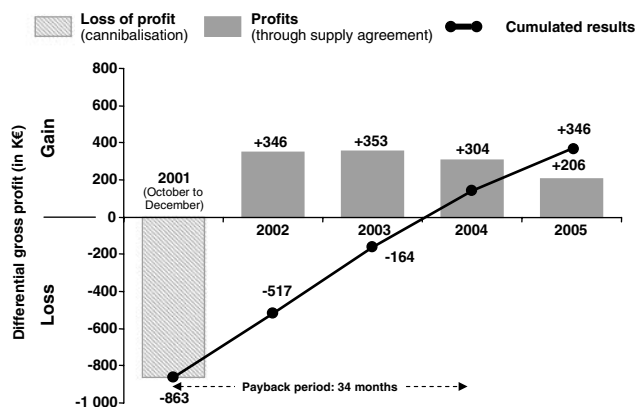 Loss of profit
(cannibalisation)
Profits
(through supply agreement)
Cumulated results
Differential gross profit (in K€)
Gain
Loss
800
600
400
200
0
-200
-400
-600
-800
-1 000
2001
(October to
December)
+346
+353
+304
+346
+206
2002
2003
2004
2005
-164
-517
-863
Payback period: 34 months